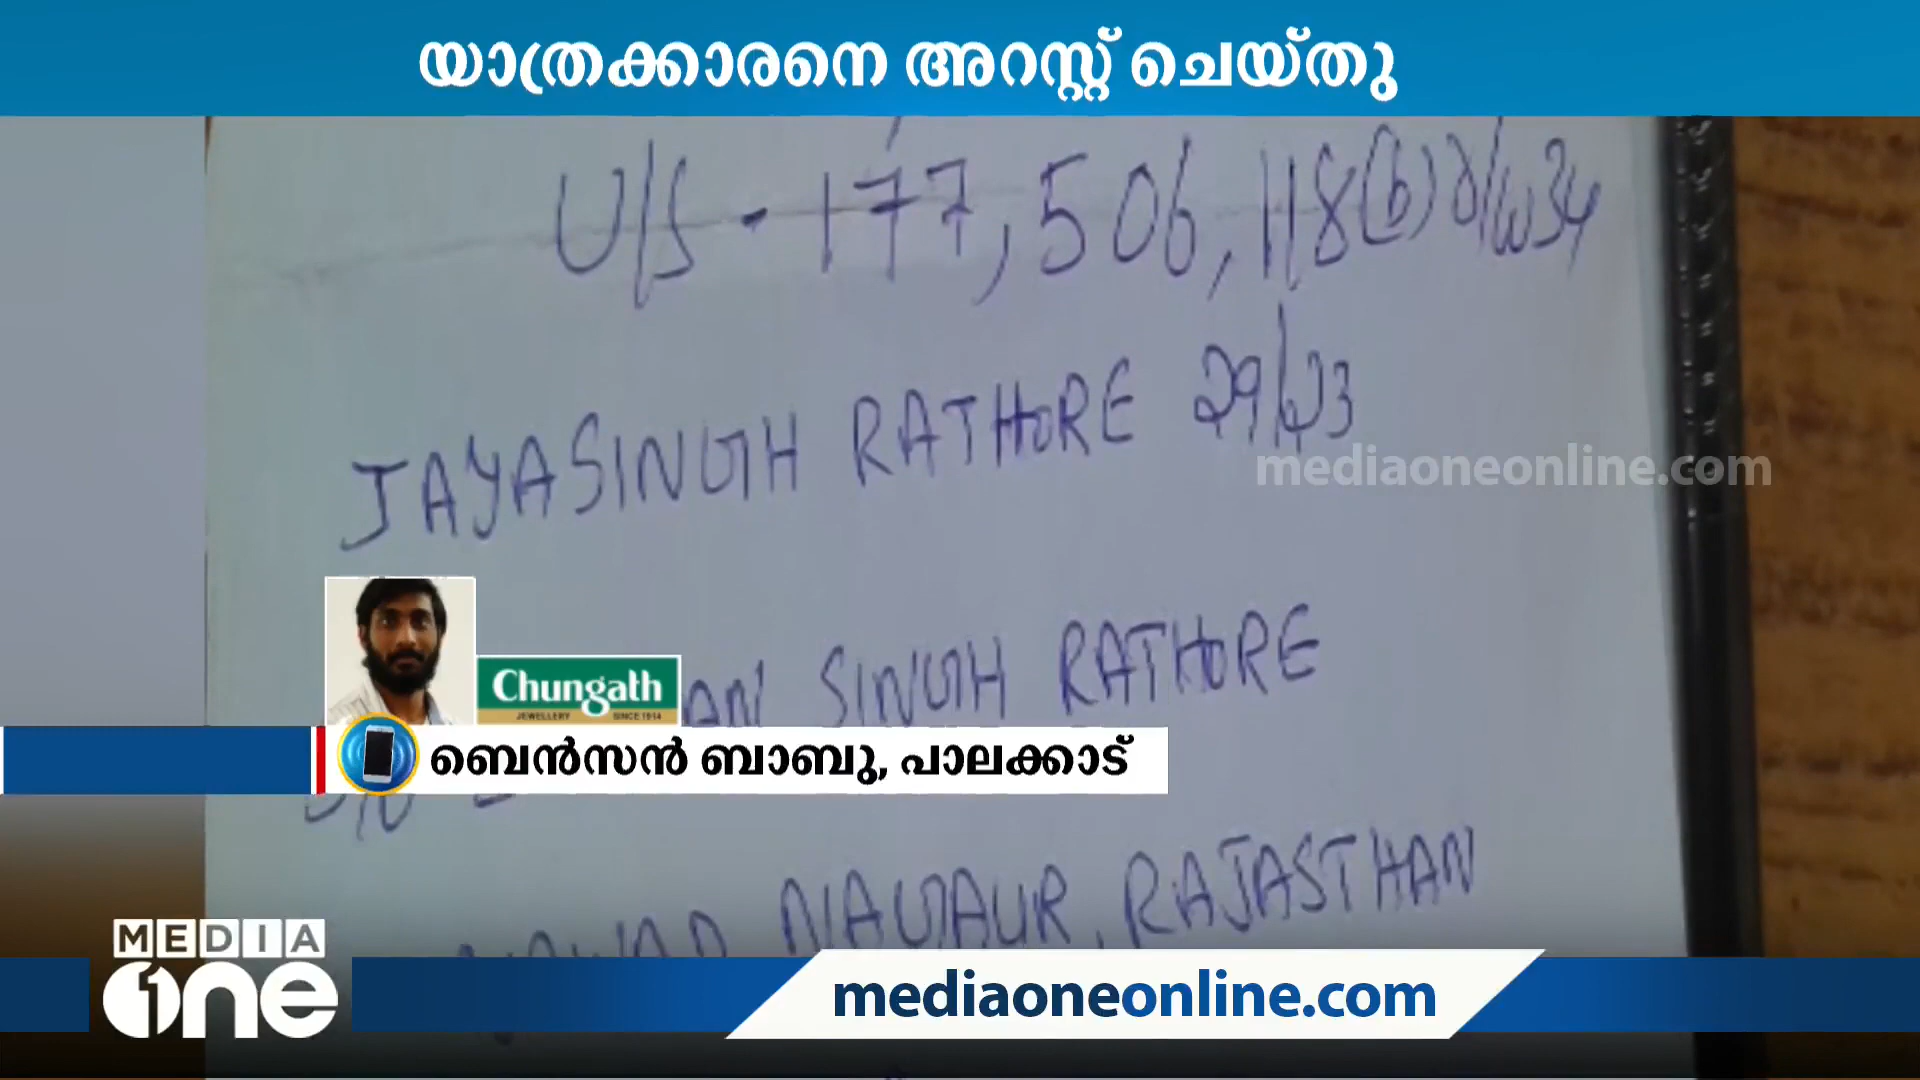 യാത്രക്കാരനെ അറസ്റ്റ് ചെയ്തു
U/S - 177, 506, 118(b) r/w 34
JAYASINGH RATHORE 29/23
mediaoneonline.com
SINGH RATHORE
Chungath
JEWELLERY SINCE 1914
ബെൻസൻ ബാബു, പാലക്കാട്
NAGAUR, RAJASTHAN
MEDIA
one
mediaoneonline.com